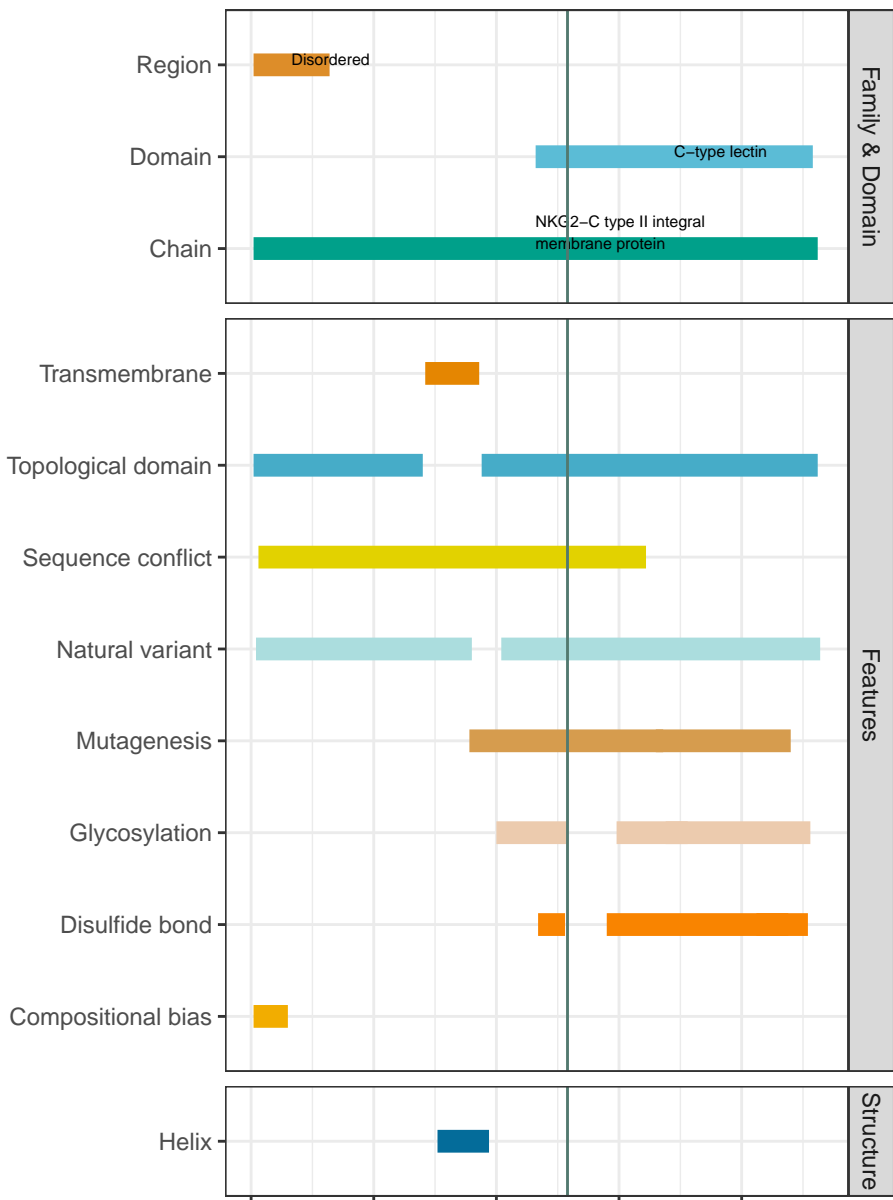 Region
Disordered
Domain
C−type lectin
Chain
NKG2−C type II integral
membrane protein
Family & Domain
Transmembrane
Topological domain
Sequence conflict
Natural variant
Mutagenesis
Glycosylation
Disulfide bond
Compositional bias
Features
Helix
Structure